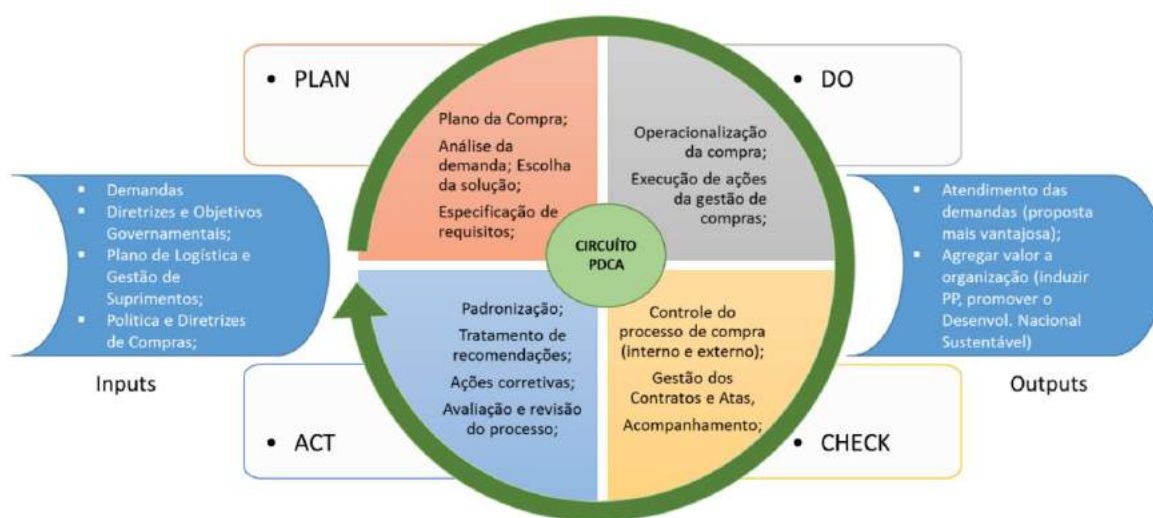 • PLAN
Plano da Compra;
Análise da
demanda; Escolha
da solução;
Especificação de
requisitos;
• DO
Operacionalização
da compra;
Execução de ações
da gestão de
compras;
▪ Demandas
▪ Diretrizes e Objetivos
Governamentais;
▪ Plano de Logística e
Gestão de
Suprimentos;
▪ Política e Diretrizes
de Compras;
Inputs
CIRCUÍTO
PDCA
▪ Atendimento das
demandas (proposta
mais vantajosa);
▪ Agregar valor a
organização (induzir
PP, promover o
Desenvol. Nacional
Sustentável)
Outputs
• ACT
Padronização;
Tratamento de
recomendações;
Ações corretivas;
Avaliação e revisão
do processo;
• CHECK
Controle do
processo de compra
(interno e externo);
Gestão dos
Contratos e Atas,
Acompanhamento;